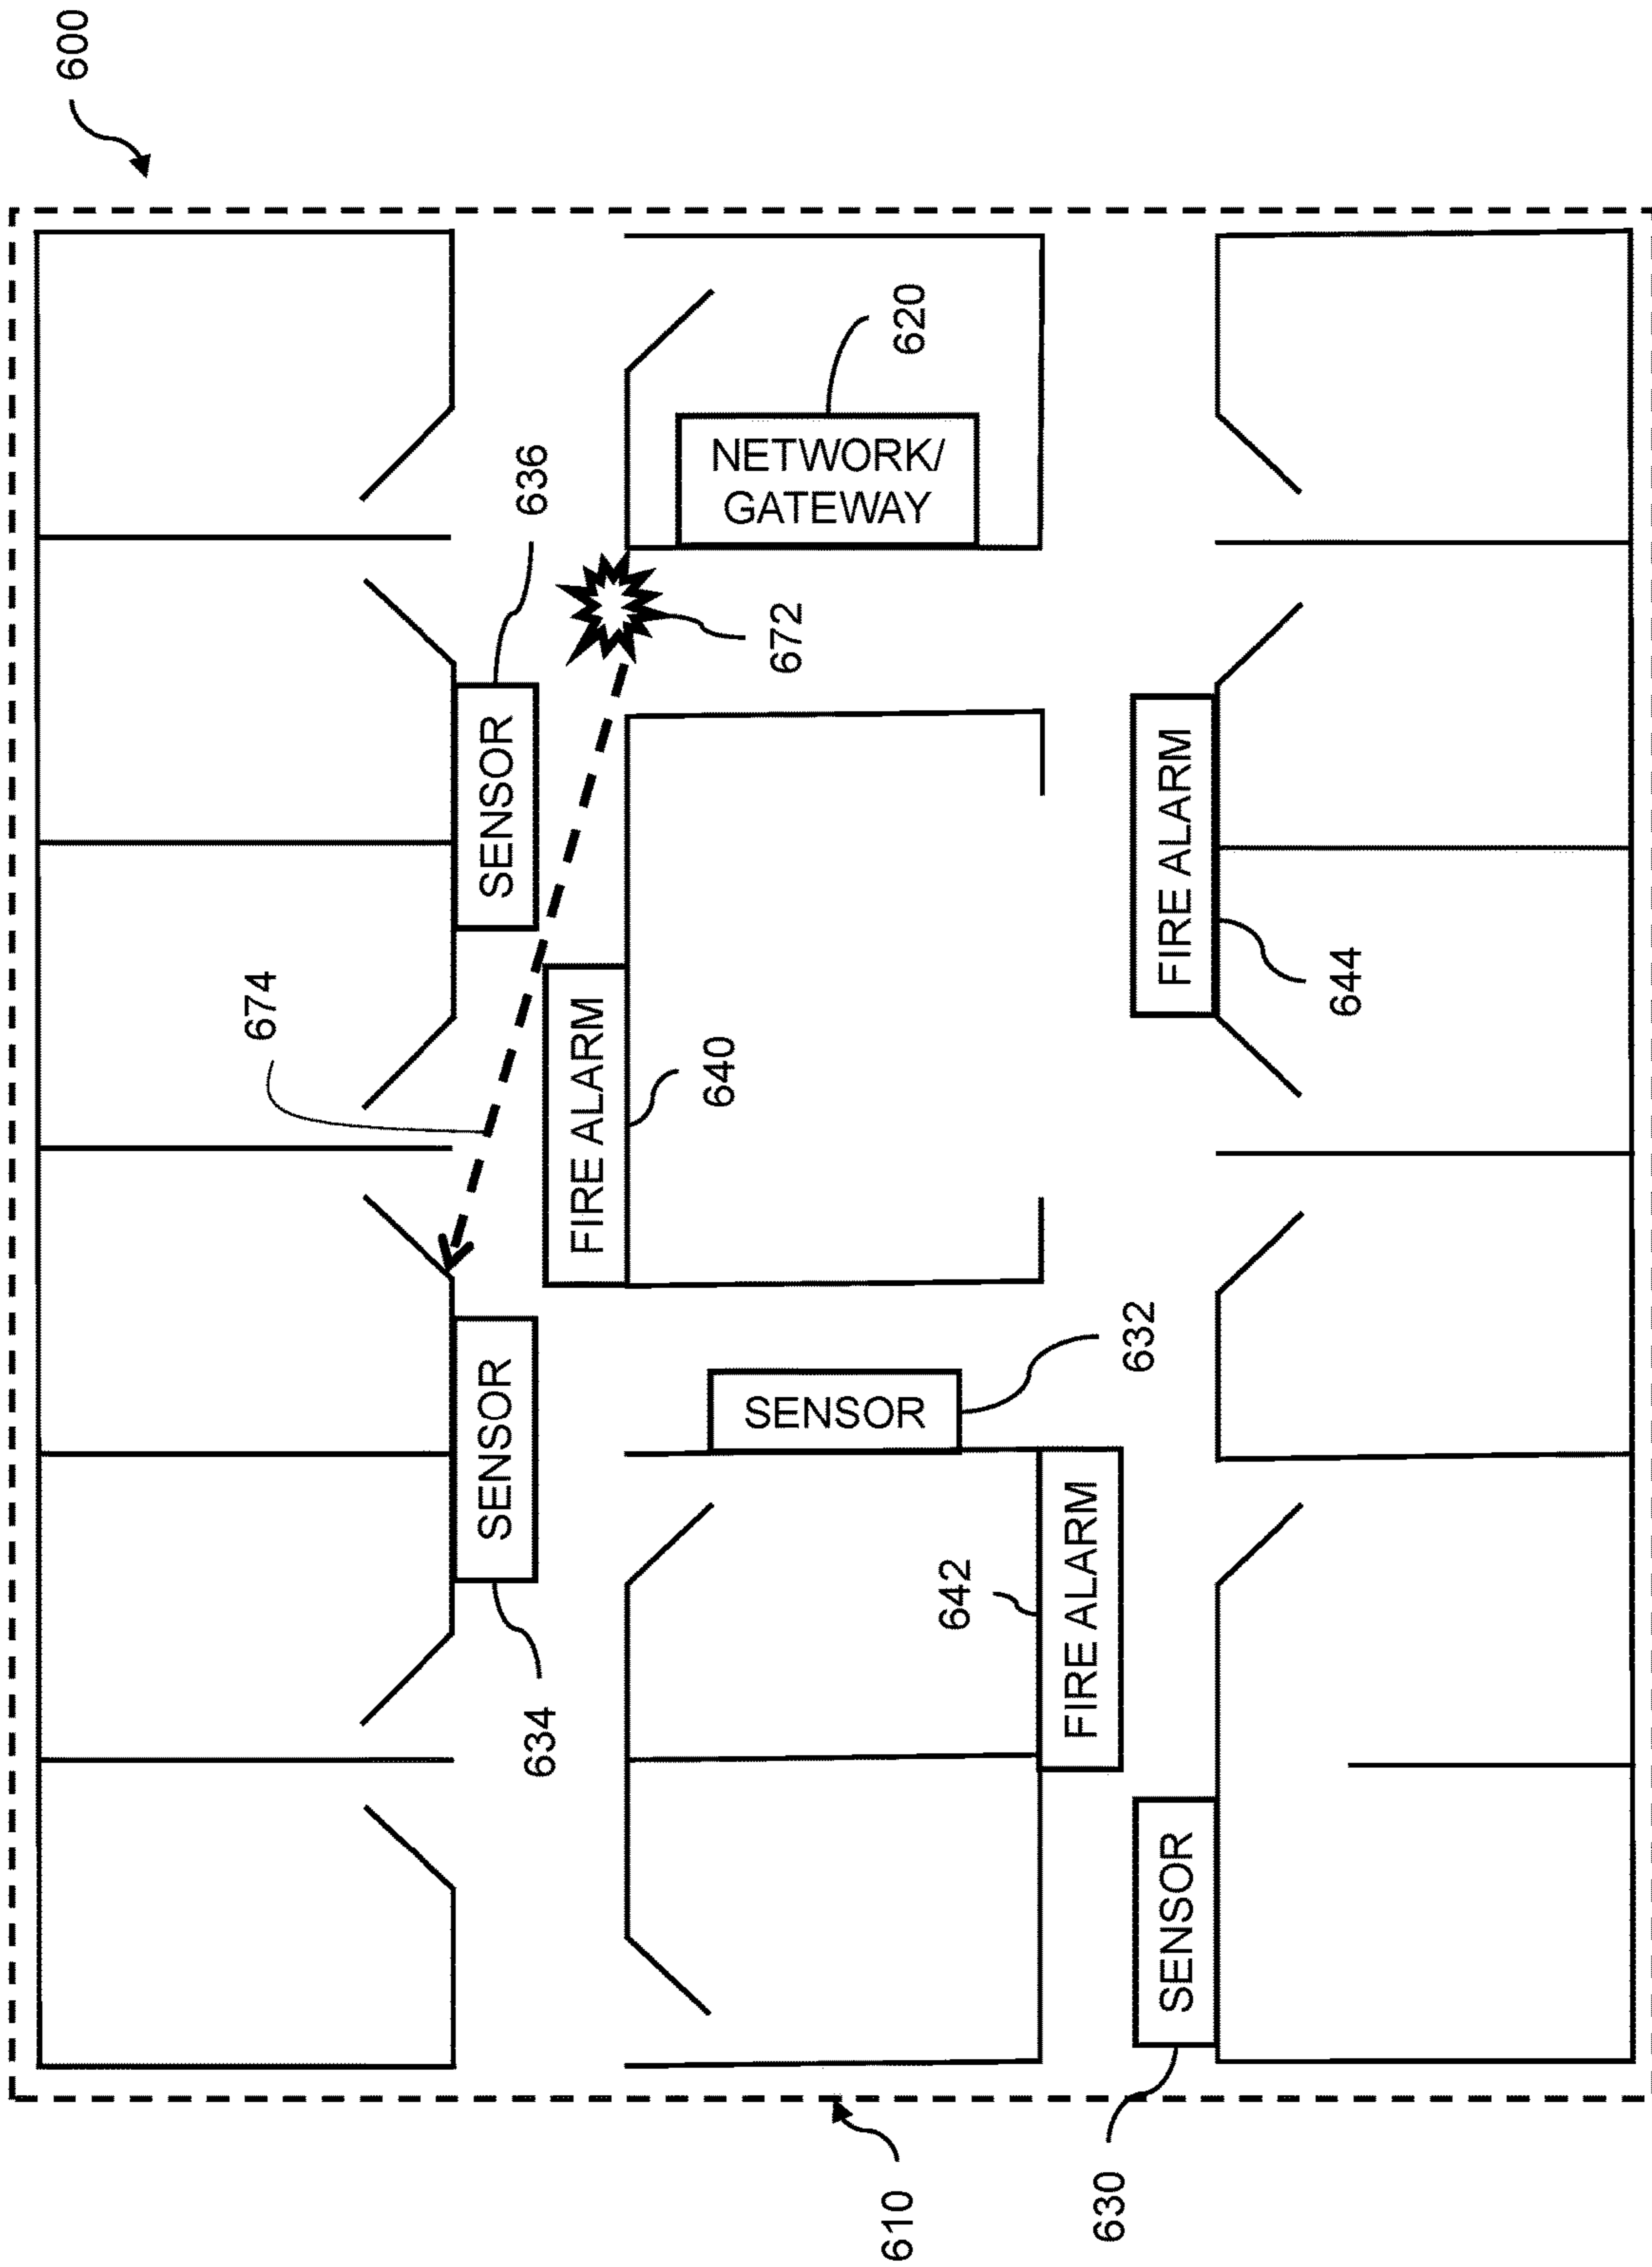 600
674
SENSOR
SENSOR
636
634
FIRE ALARM
640
672
NETWORK/
GATEWAY
620
SENSOR
610
642
FIRE ALARM
632
630
SENSOR
FIRE ALARM
644